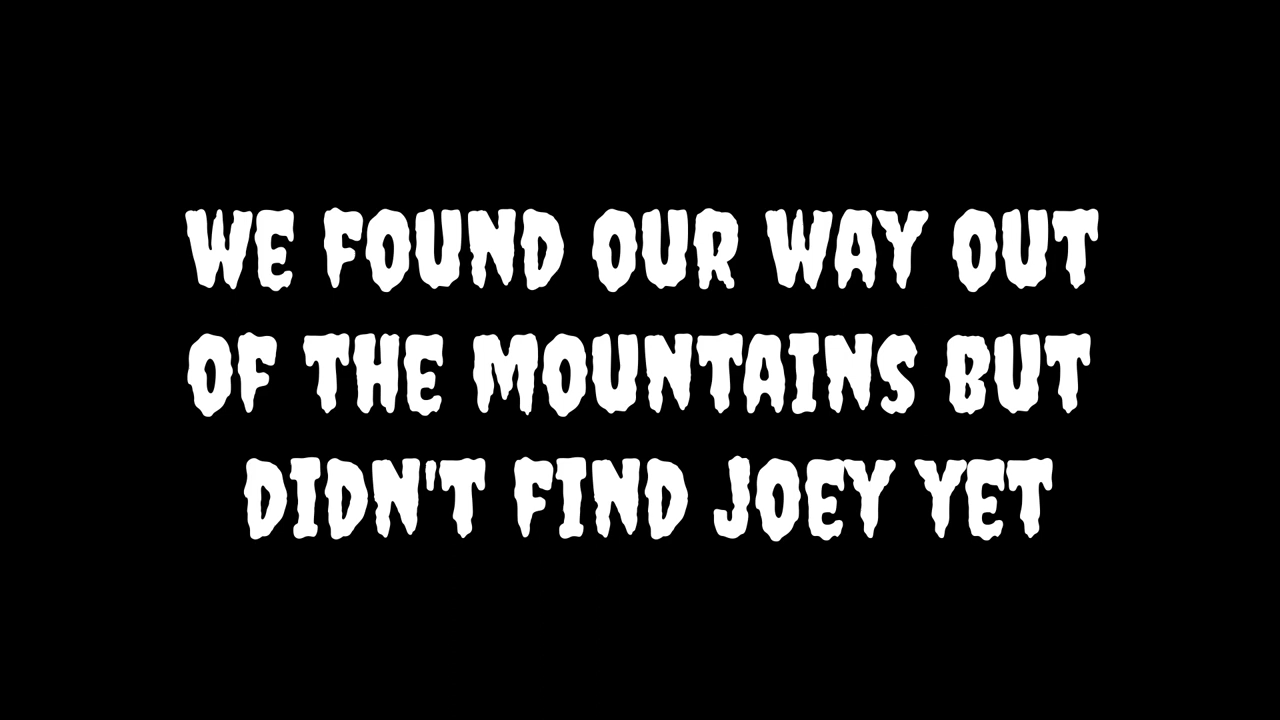 WE FOUND OUR WAY OUT
OF THE MOUNTAINS BUT
DIDN'T FIND JOEY YET